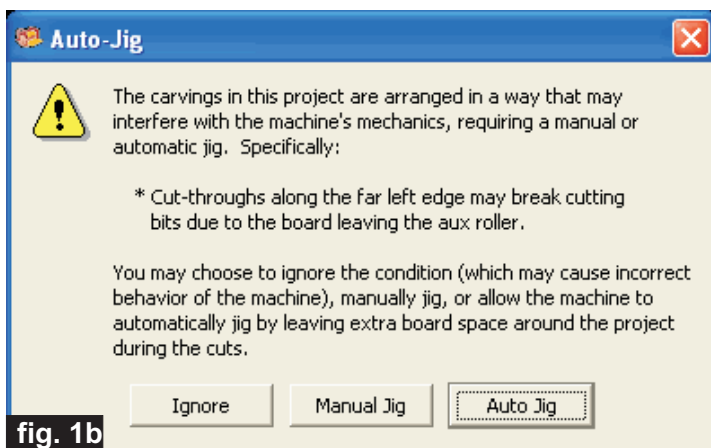 Auto-Jig
The carvings in this project are arranged in a way that may
interfere with the machine's mechanics, requiring a manual or
automatic jig.  Specifically:
* Cut-throughs along the far left edge may break cutting
bits due to the board leaving the aux roller.
You may choose to ignore the condition (which may cause incorrect
behavior of the machine), manually jig, or allow the machine to
automatically jig by leaving extra board space around the project
during the cuts.
Ignore Manual Jig Auto Jig
fig. 1b